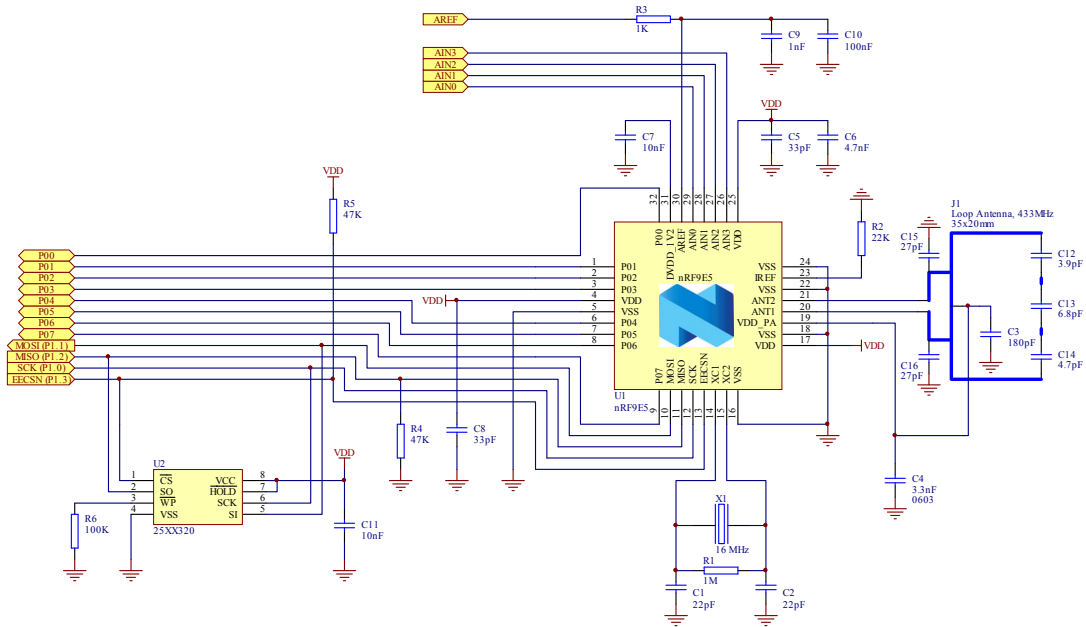 AREF
R3
1K
C9
1nF
C10
100nF
AIN3
AIN2
AIN1
AIN0
VDD
C7
10nF
C5
33pF
C6
4.7nF
VDD
R5
47K
32
31
30
29
28
27
26
25
P00
DVDD_1V2
AREF
AIN0
AIN1
AIN2
AIN3
VDD
R2
22K
J1
Loop Antenna, 433MHz
35x20mm
C15
27pF
C12
3.9pF
C13
6.8pF
C14
4.7pF
C3
180pF
C16
27pF
P00
P01
P02
P03
P04
P05
P06
P07
MOSI (P1.1)
MISO (P1.2)
SCK (P1.0)
EECSN (P1.3)
VDD
1
2
3
4
5
6
7
8
P01
P02
P03
VDD
VSS
P04
P05
P06
nRF9E5
VSS
IREF
VSS
ANT2
ANT1
VDD_PA
VSS
VDD
24
23
22
21
20
19
18
17
VDD
P07
MOSI
MISO
SCK
EECSN
XC1
XC2
VSS
U1
nRF9E5
9
10
11
12
13
14
15
16
R4
47K
C8
33pF
VDD
U2
1
2
3
4
CS
SO
WP
VSS
VCC
HOLD
SCK
SI
8
7
6
5
25XX320
R6
100K
C11
10nF
C4
3.3nF
0603
X1
16 MHz
R1
1M
C1
22pF
C2
22pF